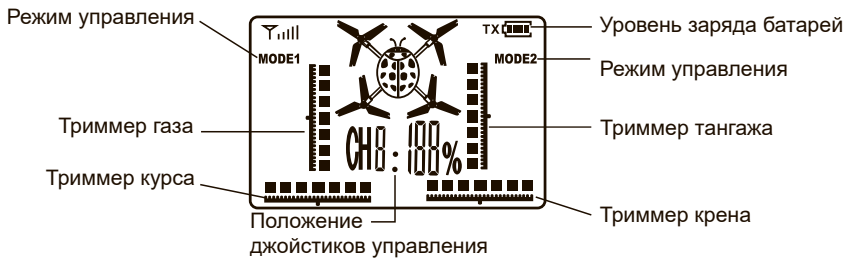 Режим управления
Уровень заряда батарей
TX
MODE1
MODE2
Режим управления
Триммер газа
Триммер тангажа
CH8:188%
Триммер курса
Триммер крена
Положение
джойстиков управления